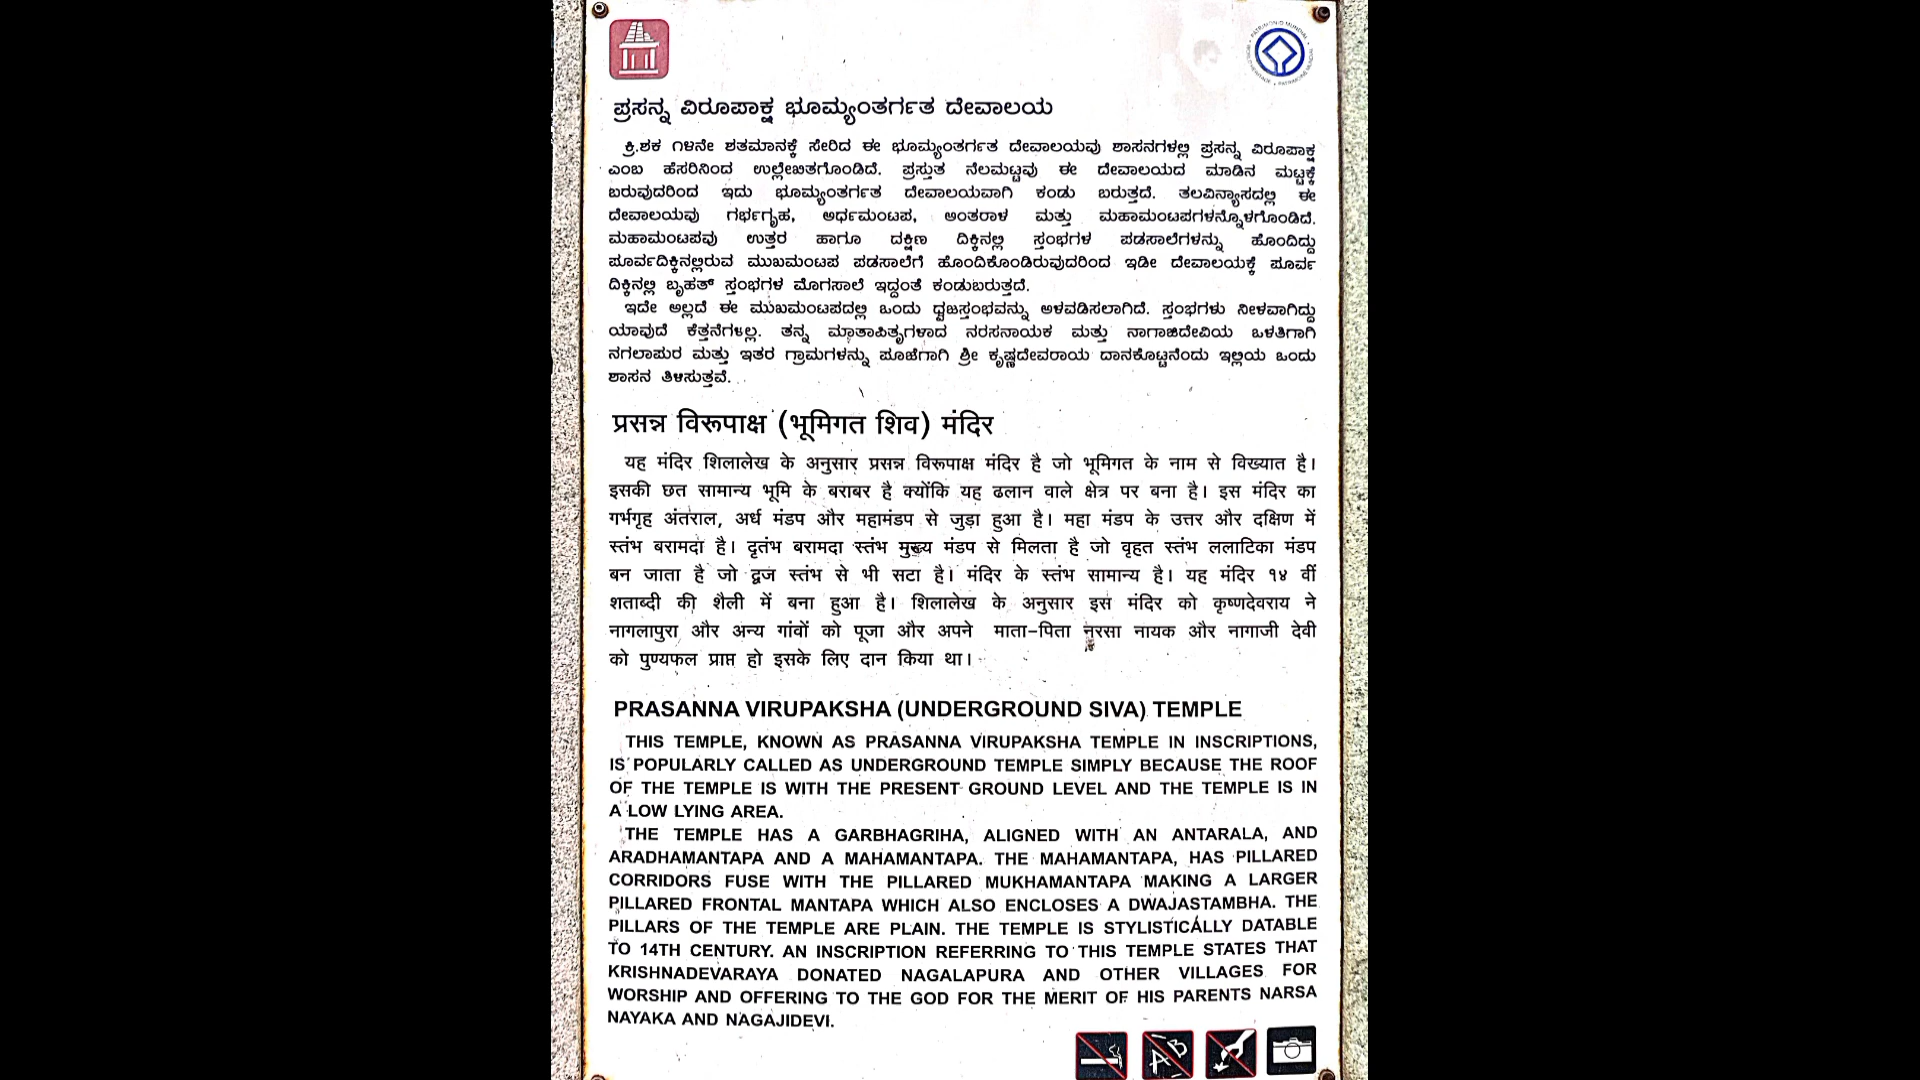 ಪ್ರಸನ್ನ ವಿರೂಪಾಕ್ಷ ಭೂಮ್ಯಂತರ್ಗತ ದೇವಾಲಯ
ಕ್ರಿ.ಶಕ ೧೪ನೇ ಶತಮಾನಕ್ಕೆ ಸೇರಿದ ಈ ಭೂಮ್ಯಂತರ್ಗತ ದೇವಾಲಯವು ಶಾಸನಗಳಲ್ಲಿ ಪ್ರಸನ್ನ ವಿರೂಪಾಕ್ಷ
ಎಂಬ ಹೆಸರಿನಿಂದ ಉಲ್ಲೇಖಿತಗೊಂಡಿದೆ. ಪ್ರಸ್ತುತ ನೆಲಮಟ್ಟವು ಈ ದೇವಾಲಯದ ಮಾಡಿನ ಮಟ್ಟಕ್ಕೆ
ಬರುವುದರಿಂದ ಇದು ಭೂಮ್ಯಂತರ್ಗತ ದೇವಾಲಯವಾಗಿ ಕಂಡು ಬರುತ್ತದೆ. ತಲವಿನ್ಯಾಸದಲ್ಲಿ ಈ
ದೇವಾಲಯವು ಗರ್ಭಗೃಹ, ಅರ್ಧಮಂಟಪ, ಅಂತರಾಳ ಮತ್ತು ಮಹಾಮಂಟಪಗಳನ್ನೊಳಗೊಂಡಿದೆ.
ಮಹಾಮಂಟಪವು ಉತ್ತರ ಹಾಗೂ ದಕ್ಷಿಣ ದಿಕ್ಕಿನಲ್ಲಿ ಸ್ತಂಭಗಳ ಪಡಸಾಲೆಗಳನ್ನು ಹೊಂದಿದ್ದು
ಪೂರ್ವದಿಕ್ಕಿನಲ್ಲಿರುವ ಮುಖಮಂಟಪ ಪಡಸಾಲೆಗೆ ಹೊಂದಿಕೊಂಡಿರುವುದರಿಂದ ಇಡೀ ದೇವಾಲಯಕ್ಕೆ ಪೂರ್ವ
ದಿಕ್ಕಿನಲ್ಲಿ ಬೃಹತ್ ಸ್ತಂಭಗಳ ಮೊಗಸಾಲೆ ಇದ್ದಂತೆ ಕಂಡುಬರುತ್ತದೆ.
ಇದೇ ಅಲ್ಲದೆ ಈ ಮುಖಮಂಟಪದಲ್ಲಿ ಒಂದು ಧ್ವಜಸ್ತಂಭವನ್ನು ಅಳವಡಿಸಲಾಗಿದೆ. ಸ್ತಂಭಗಳು ನೀಳವಾಗಿದ್ದು
ಯಾವುದೆ ಕೆತ್ತನೆಗಳಿಲ್ಲ. ತನ್ನ ಮಾತಾಪಿತೃಗಳಾದ ನರಸನಾಯಕ ಮತ್ತು ನಾಗಾಜಿದೇವಿಯ ಒಳತಿಗಾಗಿ
ನಗಲಾಪುರ ಮತ್ತು ಇತರ ಗ್ರಾಮಗಳನ್ನು ಪೂಜೆಗಾಗಿ ಶ್ರೀ ಕೃಷ್ಣದೇವರಾಯ ದಾನಕೊಟ್ಟನೆಂದು ಇಲ್ಲಿಯ ಒಂದು
ಶಾಸನ ತಿಳಿಸುತ್ತವೆ.
प्रसन्न विरूपाक्ष (भूमिगत शिव) मंदिर
यह मंदिर शिलालेख के अनुसार प्रसन्न विरूपाक्ष मंदिर है जो भूमिगत के नाम से विख्यात है।
इसकी छत सामान्य भूमि के बराबर है क्योंकि यह ढलान वाले क्षेत्र पर बना है। इस मंदिर का
गर्भगृह अंतराल, अर्ध मंडप और महामंडप से जुड़ा हुआ है। महा मंडप के उत्तर और दक्षिण में
स्तंभ बरामदा है। दृतंभ बरामदा स्तंभ मुख्य मंडप से मिलता है जो वृहत स्तंभ ललाटिका मंडप
बन जाता है जो द्वज स्तंभ से भी सटा है। मंदिर के स्तंभ सामान्य है। यह मंदिर १४ वीं
शताब्दी की शैली में बना हुआ है। शिलालेख के अनुसार इस मंदिर को कृष्णदेवराय ने
नागलापुरा और अन्य गांवों को पूजा और अपने माता-पिता नरसा नायक और नागाजी देवी
को पुण्यफल प्राप्त हो इसके लिए दान किया था।
PRASANNA VIRUPAKSHA (UNDERGROUND SIVA) TEMPLE
THIS TEMPLE, KNOWN AS PRASANNA VIRUPAKSHA TEMPLE IN INSCRIPTIONS,
IS POPULARLY CALLED AS UNDERGROUND TEMPLE SIMPLY BECAUSE THE ROOF
OF THE TEMPLE IS WITH THE PRESENT GROUND LEVEL AND THE TEMPLE IS IN
A LOW LYING AREA.
THE TEMPLE HAS A GARBHAGRIHA, ALIGNED WITH AN ANTARALA, AND
ARADHAMANTAPA AND A MAHAMANTAPA. THE MAHAMANTAPA, HAS PILLARED
CORRIDORS FUSE WITH THE PILLARED MUKHAMANTAPA MAKING A LARGER
PILLARED FRONTAL MANTAPA WHICH ALSO ENCLOSES A DWAJASTAMBHA. THE
PILLARS OF THE TEMPLE ARE PLAIN. THE TEMPLE IS STYLISTICALLY DATABLE
TO 14TH CENTURY. AN INSCRIPTION REFERRING TO THIS TEMPLE STATES THAT
KRISHNADEVARAYA DONATED NAGALAPURA AND OTHER VILLAGES FOR
WORSHIP AND OFFERING TO THE GOD FOR THE MERIT OF HIS PARENTS NARSA
NAYAKA AND NAGAJIDEVI.